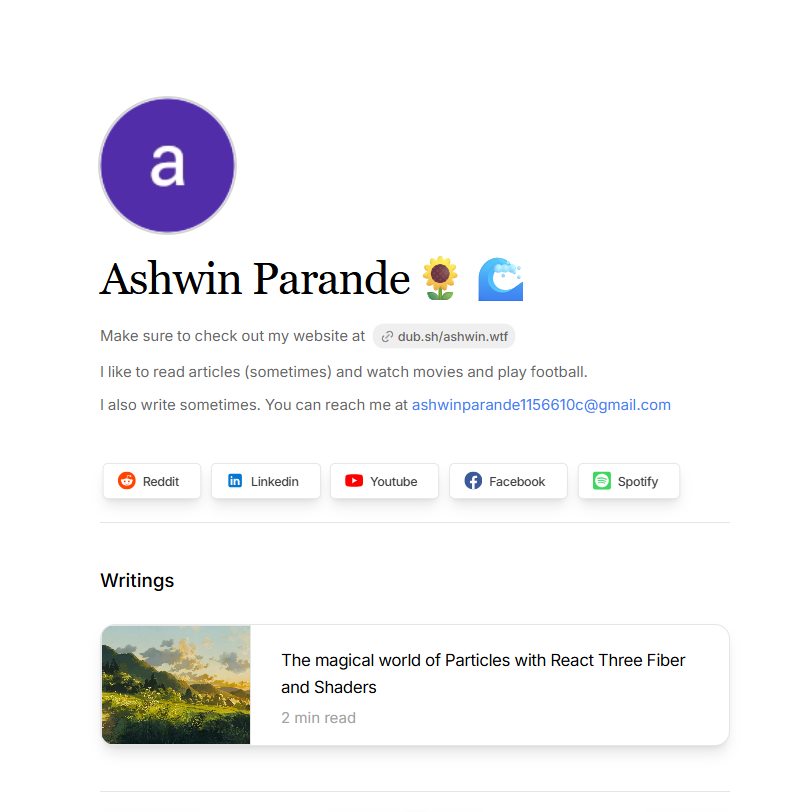 a
Ashwin Parande
Make sure to check out my website at dub.sh/ashwin.wtf
I like to read articles (sometimes) and watch movies and play football.
I also write sometimes. You can reach me at ashwinparande1156610c@gmail.com
Reddit Linkedin Youtube Facebook Spotify
Writings
The magical world of Particles with React Three Fiber
and Shaders
2 min read